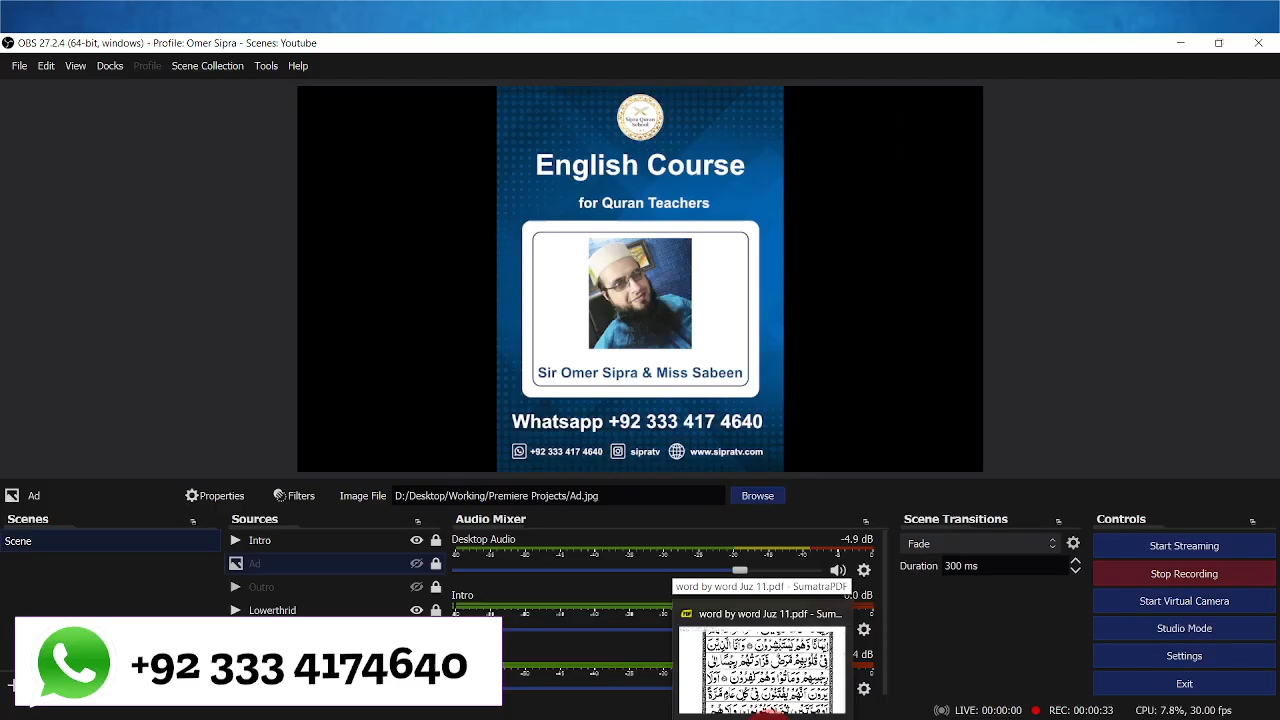 OBS 27.2.4 (64-bit, windows) - Profile: Omer Sipra - Scenes: Youtube
File Edit View Docks Profile Scene Collection Tools Help
Sipra Quran
School
English Course
for Quran Teachers
Sir Omer Sipra & Miss Sabeen
Whatsapp +92 333 417 4640
+92 333 417 4640 sipratv www.sipratv.com
Ad Properties Filters Image File D:/Desktop/Working/Premiere Projects/Ad.jpg Browse
Scenes
Scene
Sources
Intro
Ad
Outro
Lowerthrid
Audio Mixer
Desktop Audio -4.9 dB
word by word Juz 11.pdf - SumatraPDF
Intro 0.0 dB
word by word Juz 11.pdf - Sum...
Scene Transitions
Fade
Duration 300 ms
Controls
Start Streaming
Stop Recording
Start Virtual Camera
Studio Mode
Settings
Exit
+92 333 4174640
LIVE: 00:00:00 REC: 00:00:33 CPU: 7.8%, 30.00 fps